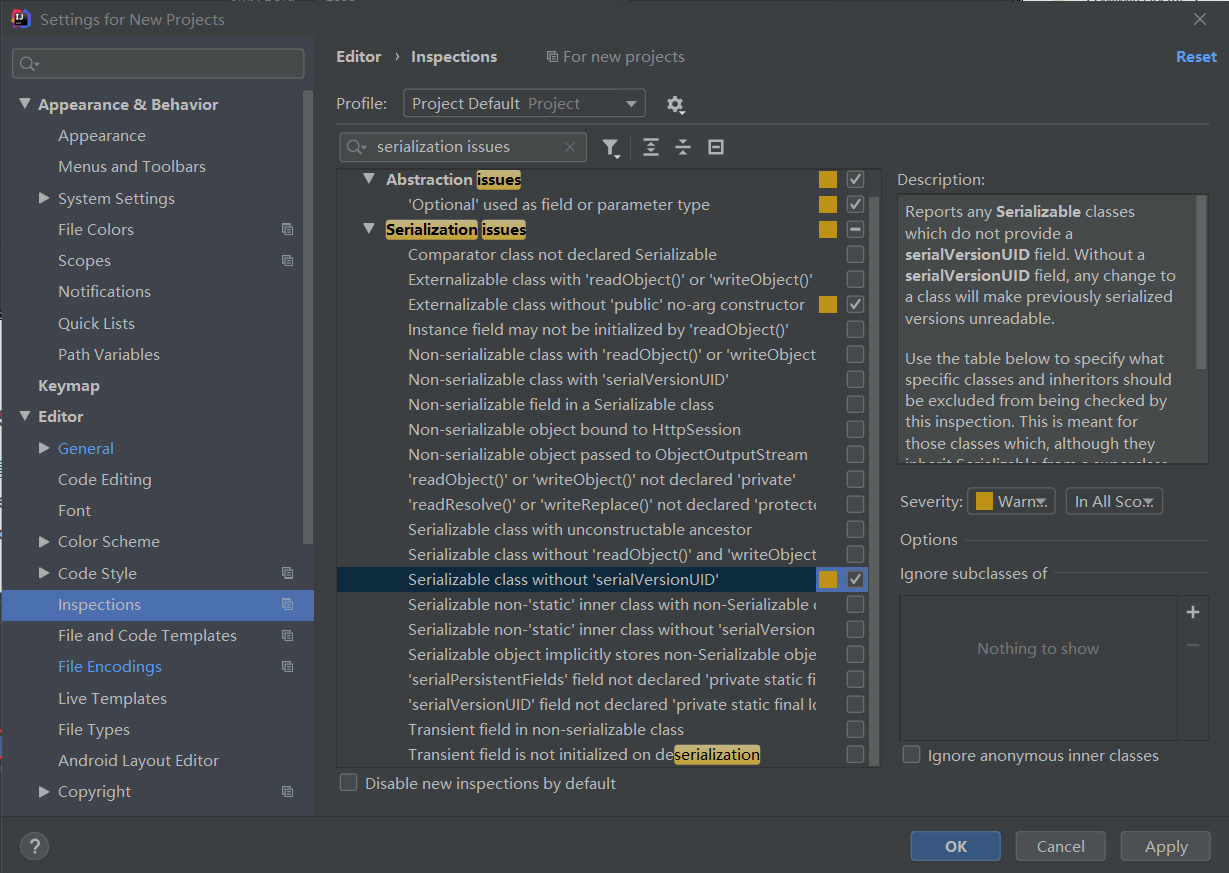 Settings for New Projects
Appearance & Behavior
Appearance
Menus and Toolbars
System Settings
File Colors
Scopes
Notifications
Quick Lists
Path Variables
Keymap
Editor
General
Code Editing
Font
Color Scheme
Code Style
Inspections
File and Code Templates
File Encodings
Live Templates
File Types
Android Layout Editor
Copyright
Editor › Inspections For new projects
Reset
Profile: Project Default Project
serialization issues
Abstraction issues
'Optional' used as field or parameter type
Serialization issues
Comparator class not declared Serializable
Externalizable class with 'readObject()' or 'writeObject()'
Externalizable class without 'public' no-arg constructor
Instance field may not be initialized by 'readObject()'
Non-serializable class with 'readObject()' or 'writeObject
Non-serializable class with 'serialVersionUID'
Non-serializable field in a Serializable class
Non-serializable object bound to HttpSession
Non-serializable object passed to ObjectOutputStream
'readObject()' or 'writeObject()' not declared 'private'
'readResolve()' or 'writeReplace()' not declared 'protecte
Serializable class with unconstructable ancestor
Serializable class without 'readObject()' and 'writeObject
Serializable class without 'serialVersionUID'
Serializable non-'static' inner class with non-Serializable
Serializable non-'static' inner class without 'serialVersion
Serializable object implicitly stores non-Serializable obje
'serialPersistentFields' field not declared 'private static fi
'serialVersionUID' field not declared 'private static final lo
Transient field in non-serializable class
Transient field is not initialized on deserialization
Disable new inspections by default
Description:
Reports any Serializable classes
which do not provide a
serialVersionUID field. Without a
serialVersionUID field, any change to
a class will make previously serialized
versions unreadable.
Use the table below to specify what
specific classes and inheritors should
be excluded from being checked by
this inspection. This is meant for
those classes which, although they
inherit Serializable from a superclass
Severity: Warn.. In All Sco..
Options
Ignore subclasses of
Nothing to show
Ignore anonymous inner classes
?
OK
Cancel
Apply